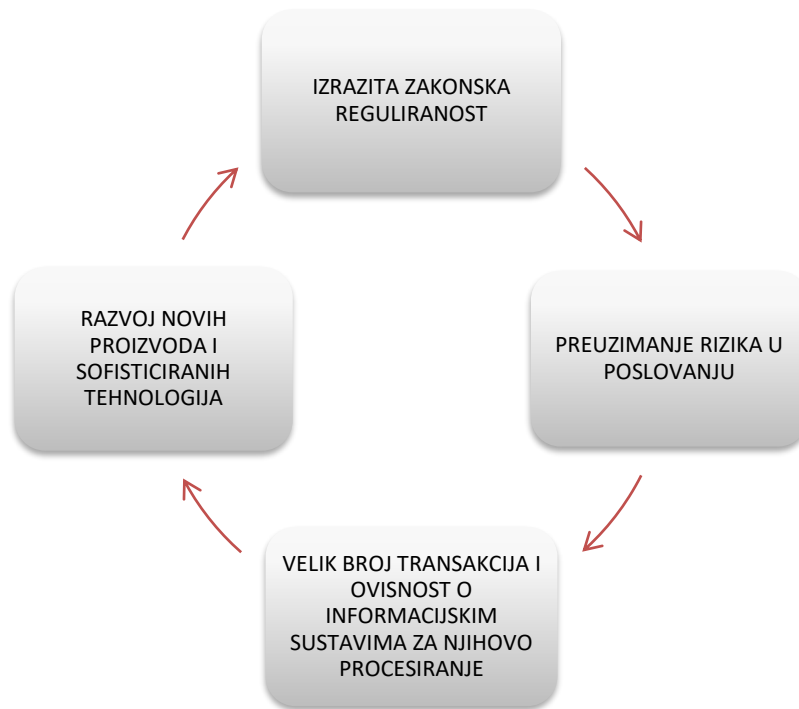 IZRAZITA ZAKONSKA
REGULIRANOST
PREUZIMANJE RIZIKA U
POSLOVANJU
VELIK BROJ TRANSAKCIJA I
OVISNOST O
INFORMACIJSKIM
SUSTAVIMA ZA NJIHOVO
PROCESIRANJE
RAZVOJ NOVIH
PROIZVODA I
SOFISTICIRANIH
TEHNOLOGIJA